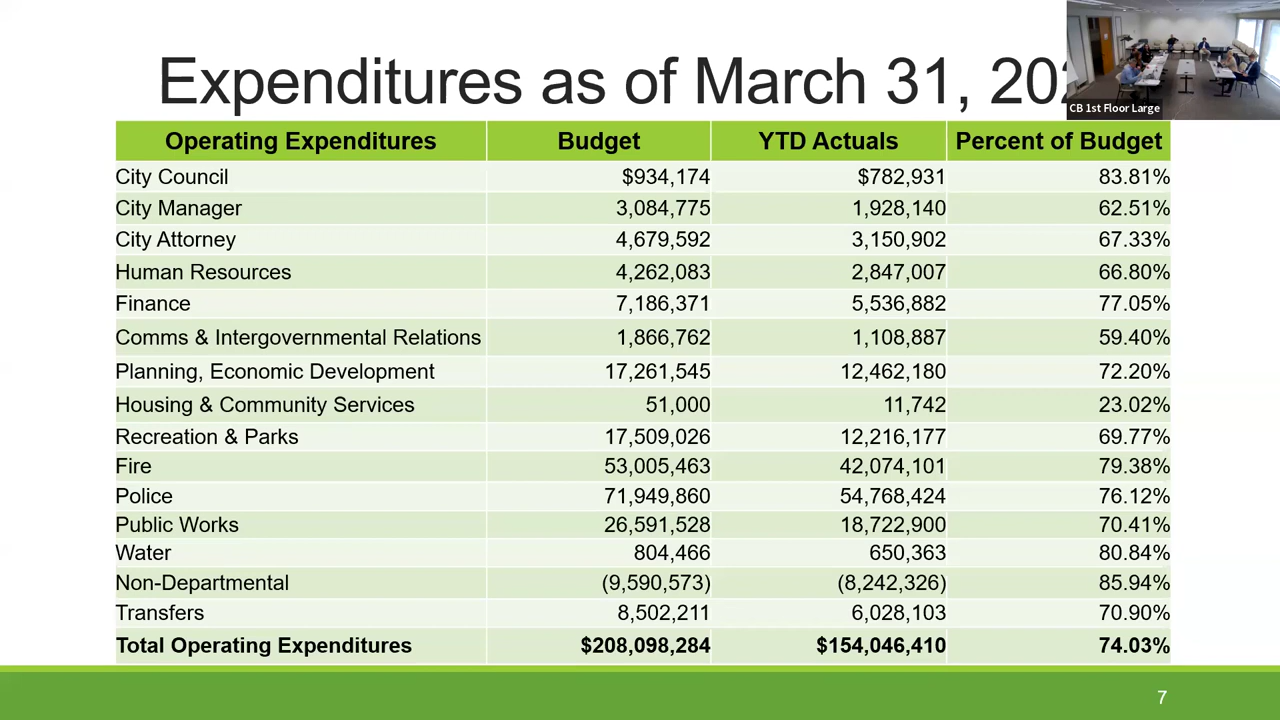 Expenditures as of March 31, 202
CB 1st Floor Large
Operating Expenditures Budget YTD Actuals Percent of Budget
City Council $934,174 $782,931 83.81%
City Manager 3,084,775 1,928,140 62.51%
City Attorney 4,679,592 3,150,902 67.33%
Human Resources 4,262,083 2,847,007 66.80%
Finance 7,186,371 5,536,882 77.05%
Comms & Intergovernmental Relations 1,866,762 1,108,887 59.40%
Planning, Economic Development 17,261,545 12,462,180 72.20%
Housing & Community Services 51,000 11,742 23.02%
Recreation & Parks 17,509,026 12,216,177 69.77%
Fire 53,005,463 42,074,101 79.38%
Police 71,949,860 54,768,424 76.12%
Public Works 26,591,528 18,722,900 70.41%
Water 804,466 650,363 80.84%
Non-Departmental (9,590,573) (8,242,326) 85.94%
Transfers 8,502,211 6,028,103 70.90%
Total Operating Expenditures $208,098,284 $154,046,410 74.03%
7